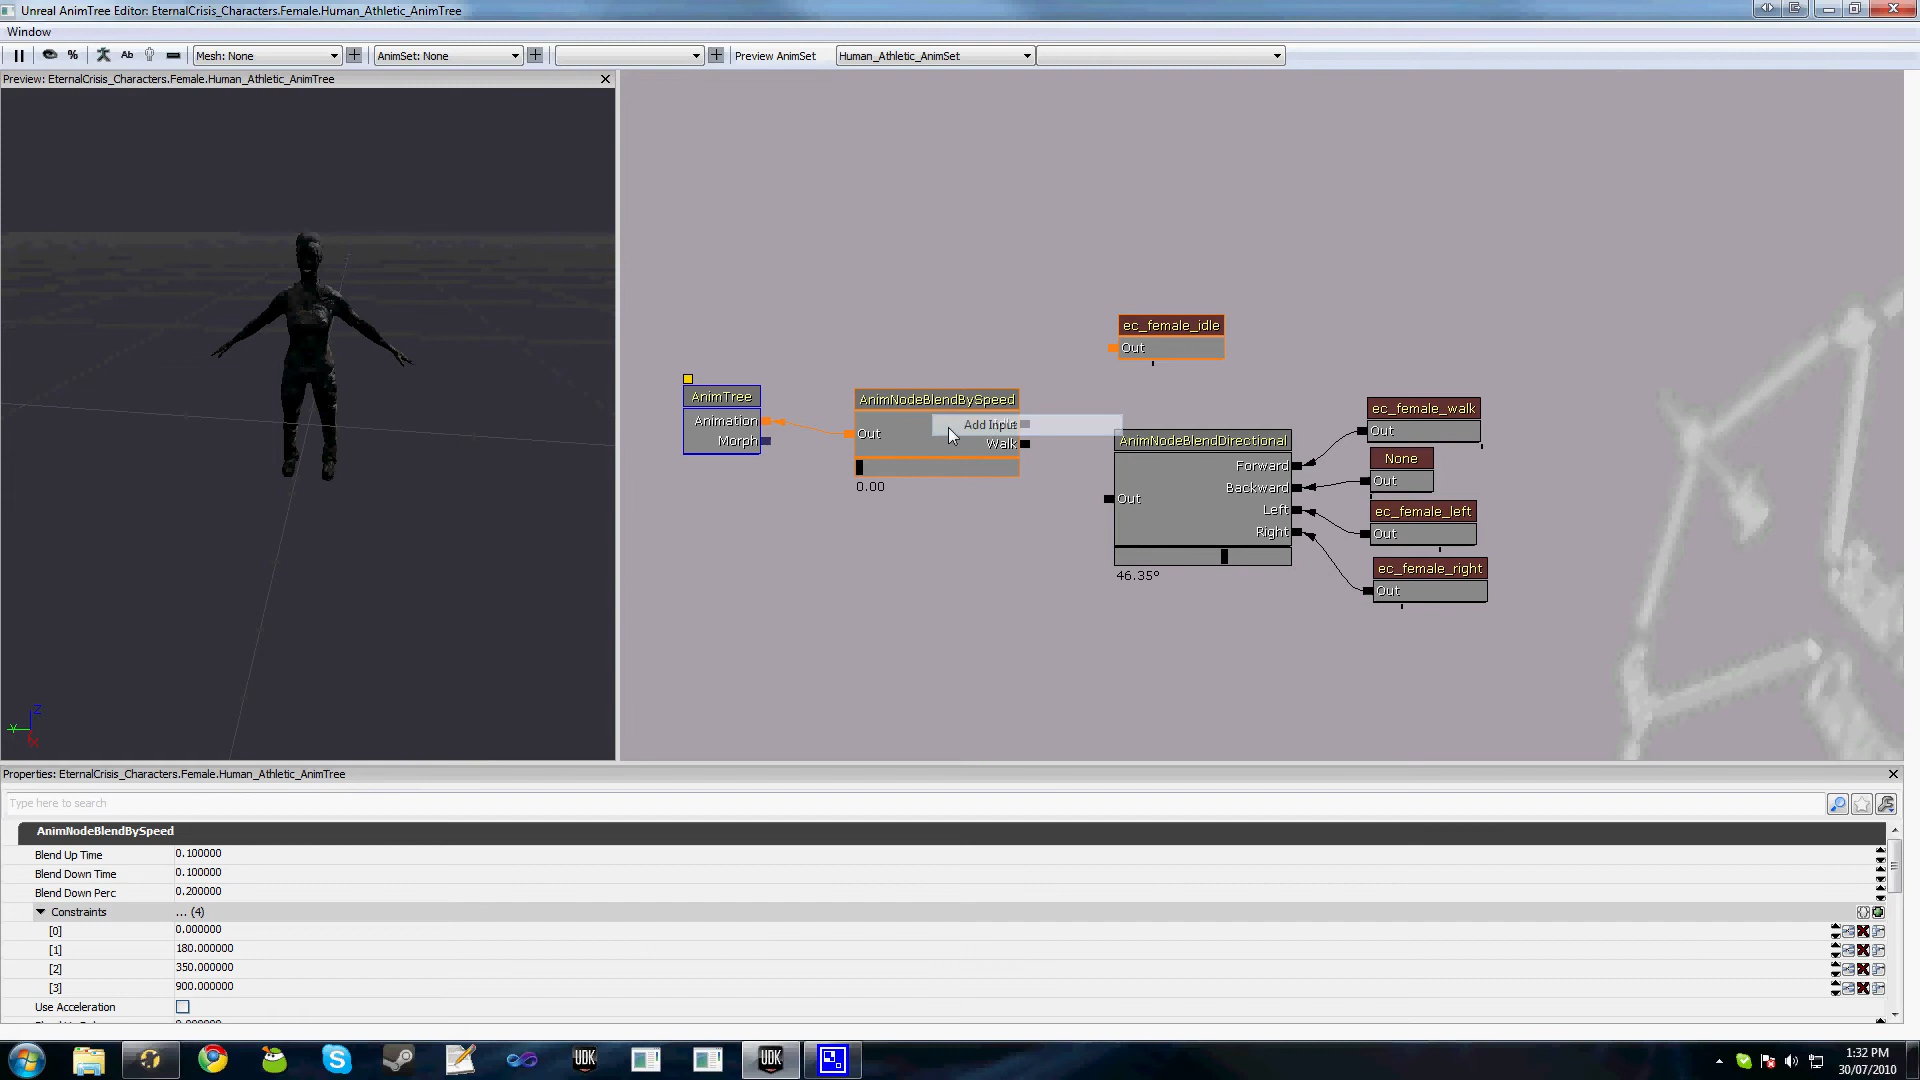 Unreal AnimTree Editor: EternalCrisis_Characters.Female.Human_Athletic_AnimTree
Window
% Ab Mesh: None AnimSet: None Preview AnimSet Human_Athletic_AnimSet
Preview: EternalCrisis_Characters.Female.Human_Athletic_AnimTree
ec_female_idle
Out
AnimTree
Animation
Morph
AnimNodeBlendBySpeed
Out
Add Input
Walk
0.00
AnimNodeBlendDirectional
Forward
Backward
Out
Left
Right
46.35°
ec_female_walk
Out
None
Out
ec_female_left
Out
ec_female_right
Out
Z
Y
X
Properties: EternalCrisis_Characters.Female.Human_Athletic_AnimTree
Type here to search
AnimNodeBlendBySpeed
Blend Up Time 0.100000
Blend Down Time 0.100000
Blend Down Perc 0.200000
Constraints ... (4)
[0] 0.000000
[1] 180.000000
[2] 350.000000
[3] 900.000000
Use Acceleration
UDK
UDK
1:32 PM
30/07/2010